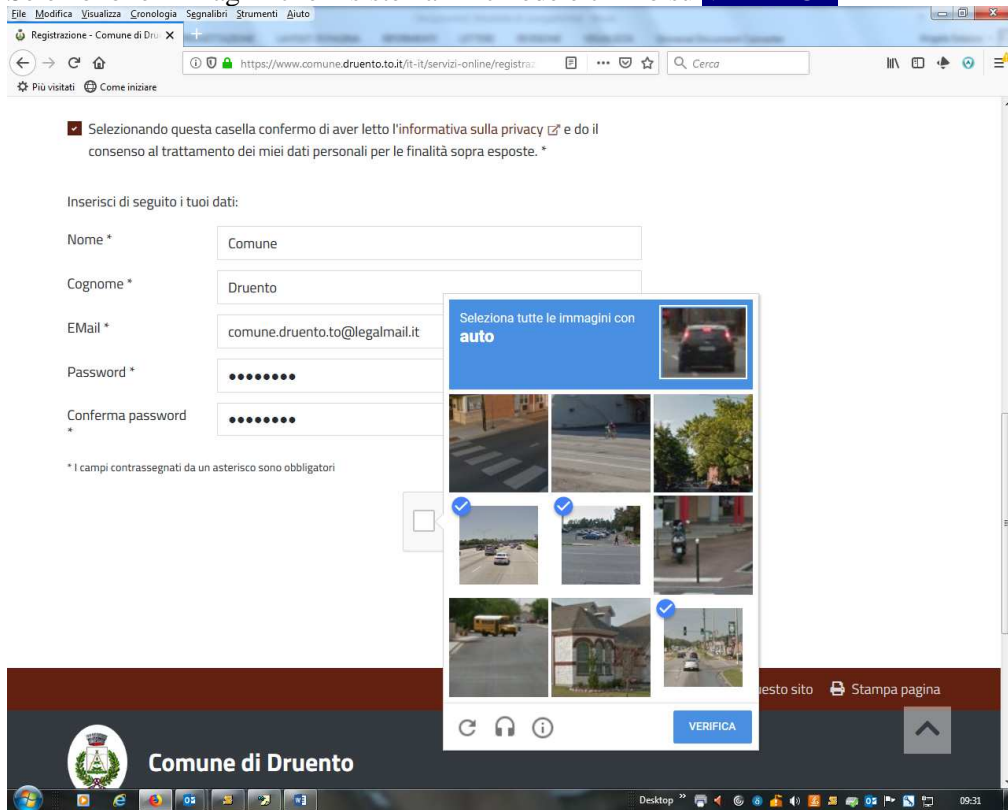 File Modifica Visualizza Cronologia Segnalibri Strumenti Aiuto
Registrazione - Comune di Dru
https://www.comune.druento.to.it/it-it/servizi-online/registraz
Cerca
Più visitati Come iniziare
Selezionando questa casella confermo di aver letto l'informativa sulla privacy e do il
consenso al trattamento dei miei dati personali per le finalità sopra esposte. *
Inserisci di seguito i tuoi dati:
Nome * Comune
Cognome * Druento
EMail * comune.druento.to@legalmail.it
Password * ●●●●●●●●
Conferma password
* ●●●●●●●●
* I campi contrassegnati da un asterisco sono obbligatori
Seleziona tutte le immagini con
auto
VERIFICA
esto sito Stampa pagina
Comune di Druento
Desktop 09:31